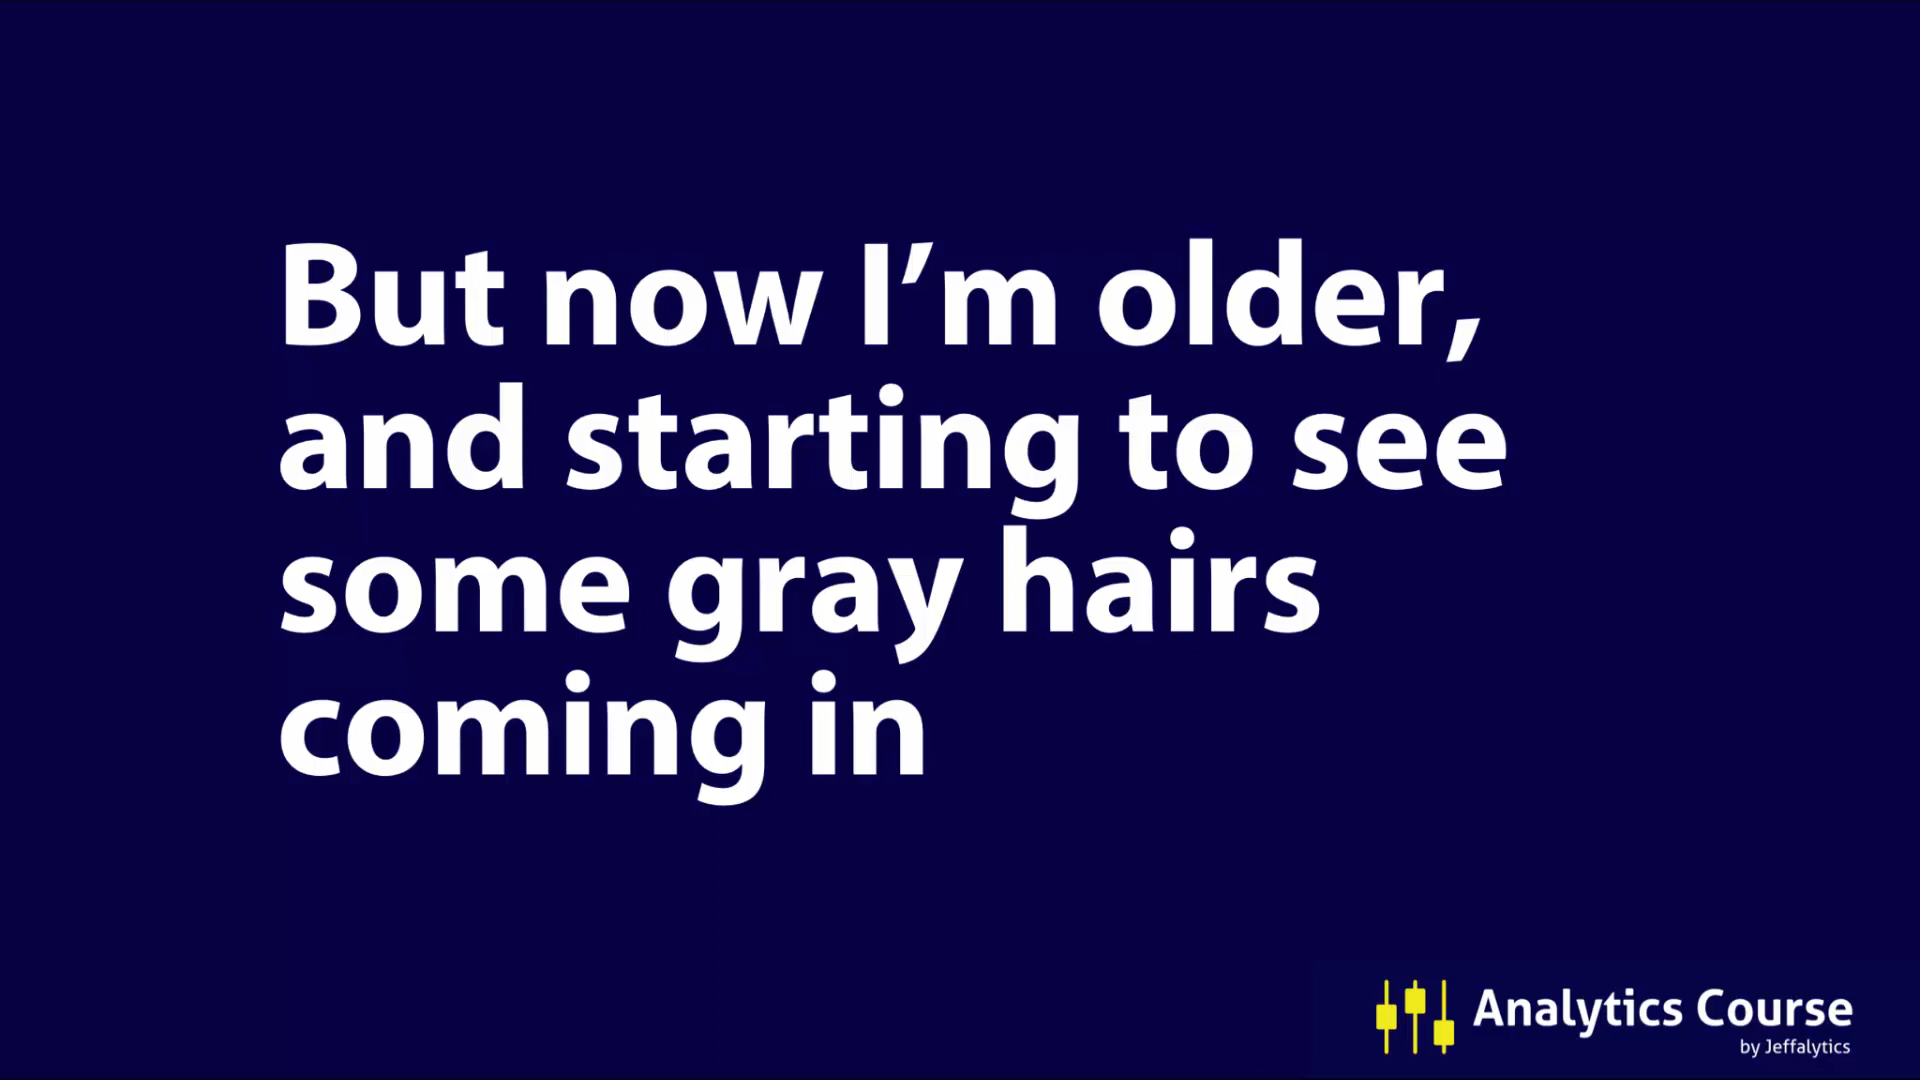 But now I’m older,
and starting to see
some gray hairs
coming in
Analytics Course
by Jeffalytics